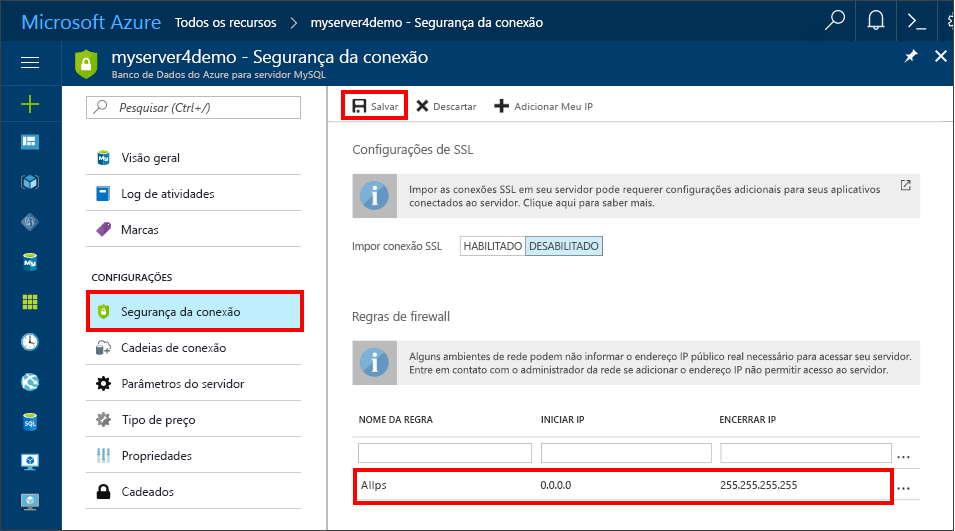 Microsoft Azure Todos os recursos > myserver4demo - Segurança da conexão
myserver4demo - Segurança da conexão
Banco de Dados do Azure para servidor MySQL
Pesquisar (Ctrl+/)
Visão geral
Log de atividades
Marcas
CONFIGURAÇÕES
Segurança da conexão
Cadeias de conexão
Parâmetros do servidor
Tipo de preço
Propriedades
Cadeados
Salvar Descartar Adicionar Meu IP
Configurações de SSL
Impor as conexões SSL em seu servidor pode requerer configurações adicionais para seus aplicativos
conectados ao servidor. Clique aqui para saber mais.
Impor conexão SSL HABILITADO DESABILITADO
Regras de firewall
Alguns ambientes de rede podem não informar o endereço IP público real necessário para acessar seu servidor.
Entre em contato com o administrador da rede se adicionar o endereço IP não permitir acesso ao servidor.
NOME DA REGRA INICIAR IP ENCERRAR IP
...
AllIps 0.0.0.0 255.255.255.255 ...
My
SQL